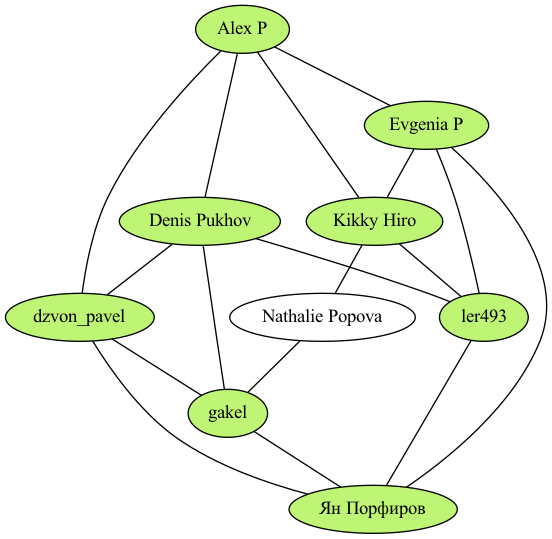 Alex P
Evgenia P
Denis Pukhov
Kikky Hiro
dzvon_pavel
Nathalie Popova
ler493
gakel
Ян Порфиров